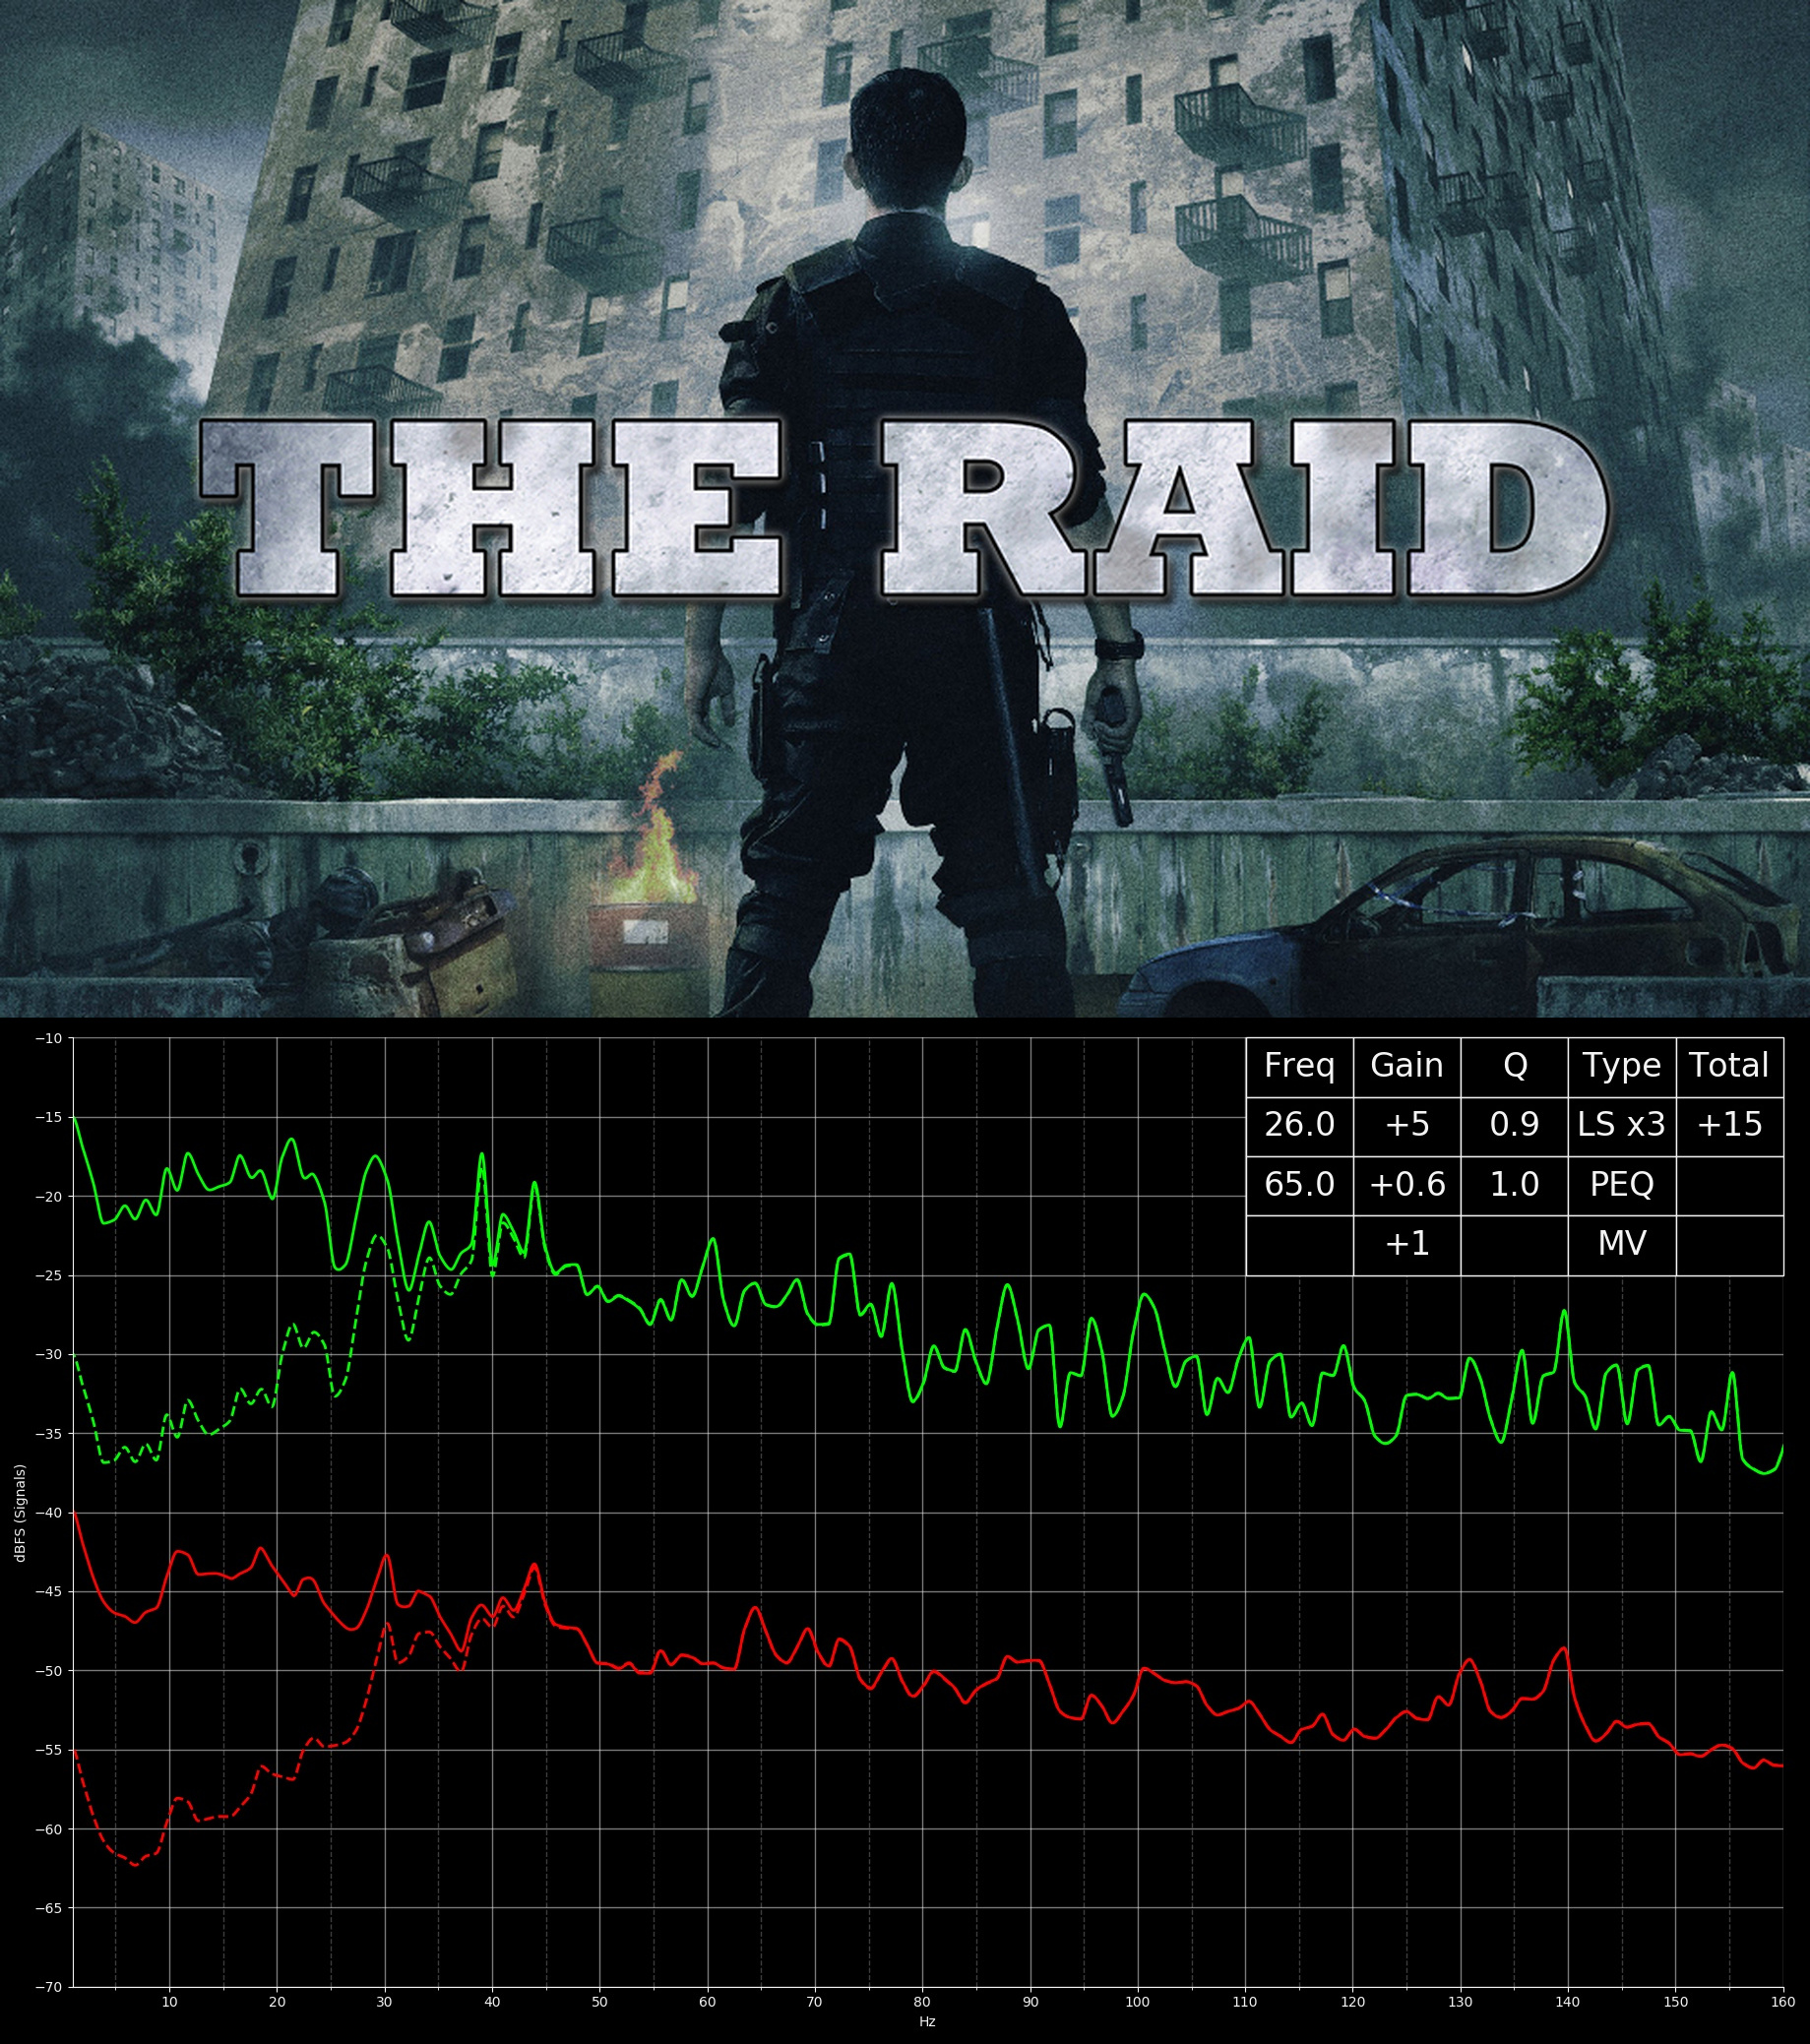 THE RAID
Freq Gain Q Type Total
26.0 +5 0.9 LS x3 +15
65.0 +0.6 1.0 PEQ
+1 MV
−10
−15
−20
−25
−30
−35
−40
−45
−50
−55
−60
−65
−70
dBFS (Signals)
10 20 30 40 50 60 70 80 90 100 110 120 130 140 150 160
Hz